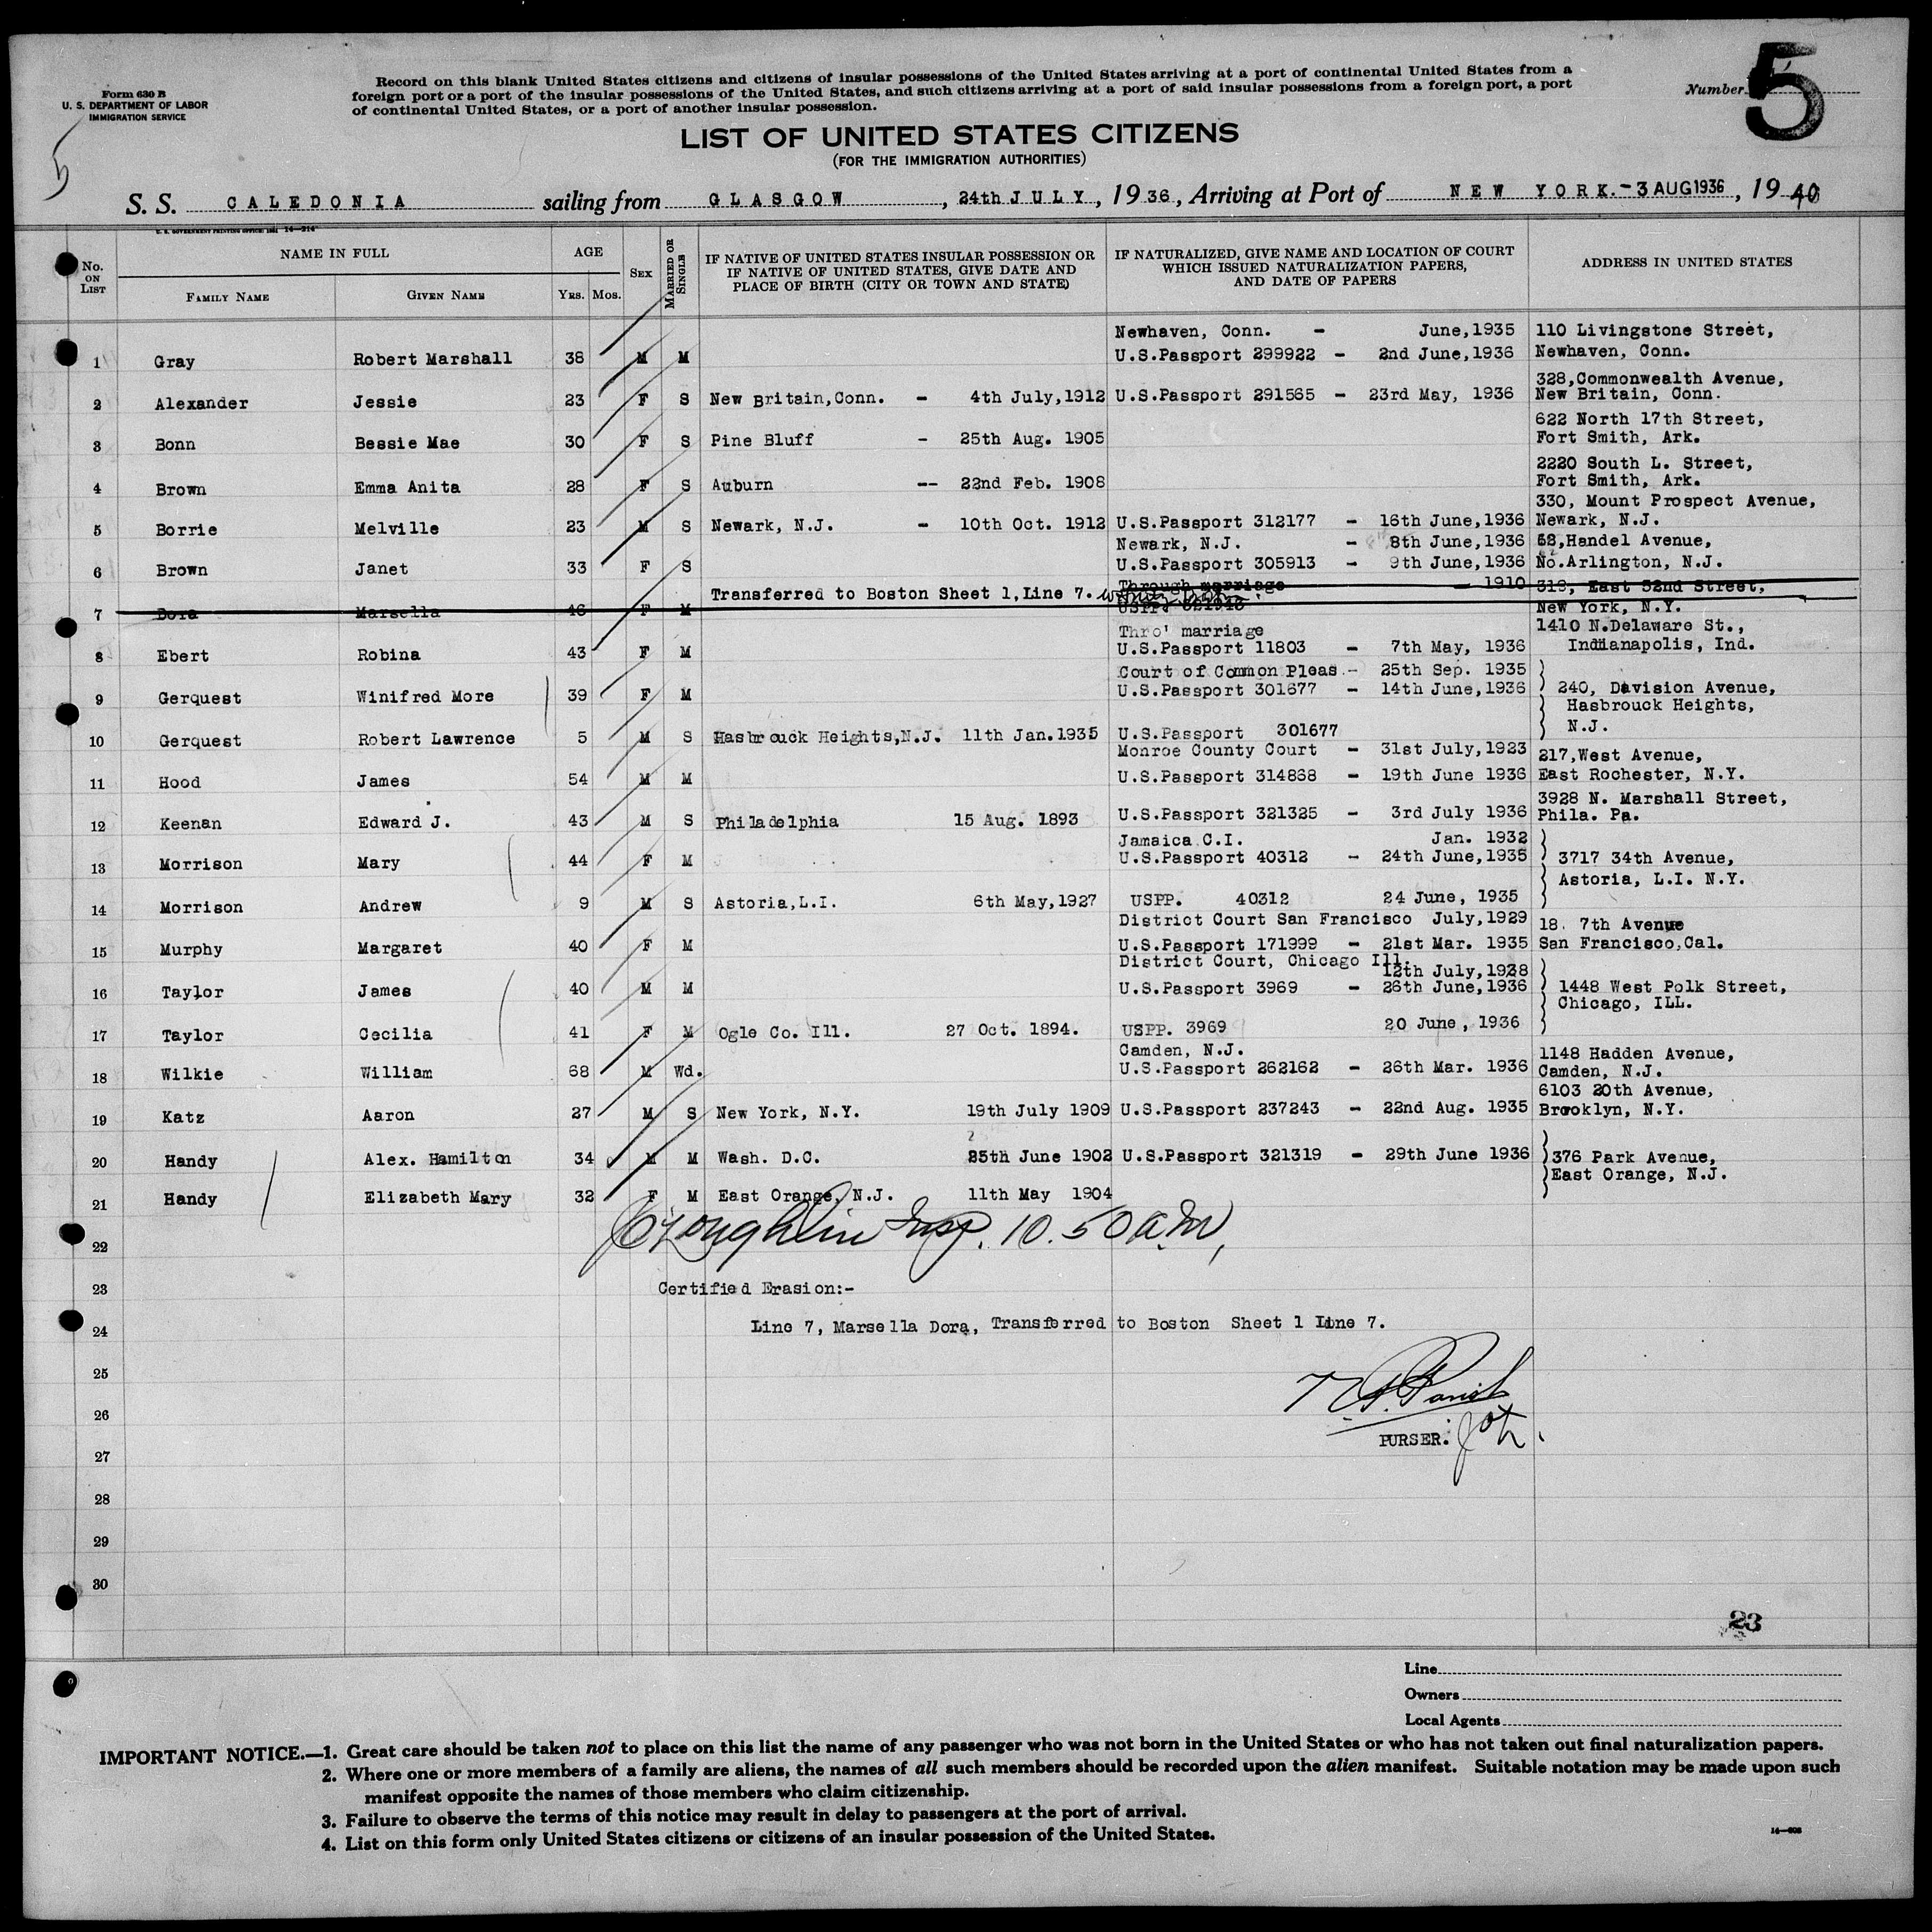 Form 630 B
U. S. DEPARTMENT OF LABOR
IMMIGRATION SERVICE
5
Record on this blank United States citizens and citizens of insular possessions of the United States arriving at a port of continental United States from a
foreign port or a port of the insular possessions of the United States, and such citizens arriving at a port of said insular possessions from a foreign port, a port
of continental United States, or a port of another insular possession.
Number 5
LIST OF UNITED STATES CITIZENS
(FOR THE IMMIGRATION AUTHORITIES)
S. S. CALEDONIA sailing from GLASGOW, 24th JULY, 1936, Arriving at Port of NEW YORK. -3 AUG 1936, 19 40
No. ON LIST
NAME IN FULL
FAMILY NAME
GIVEN NAME
AGE
YRS. MOS.
SEX
MARRIED OR SINGLE
IF NATIVE OF UNITED STATES INSULAR POSSESSION OR
IF NATIVE OF UNITED STATES, GIVE DATE AND
PLACE OF BIRTH (CITY OR TOWN AND STATE)
IF NATURALIZED, GIVE NAME AND LOCATION OF COURT
WHICH ISSUED NATURALIZATION PAPERS,
AND DATE OF PAPERS
ADDRESS IN UNITED STATES
Newhaven, Conn. - June, 1935 110 Livingstone Street,
1 Gray Robert Marshall 38 M M U.S.Passport 299922 - 2nd June, 1936 Newhaven, Conn.
328, Commonwealth Avenue,
2 Alexander Jessie 23 F S New Britain, Conn. - 4th July, 1912 U.S.Passport 291565 - 23rd May, 1936 New Britain, Conn.
622 North 17th Street,
3 Bonn Bessie Mae 30 F S Pine Bluff - 25th Aug. 1905 Fort Smith, Ark.
2220 South L. Street,
4 Brown Emma Anita 28 F S Auburn -- 22nd Feb. 1908 Fort Smith, Ark.
330, Mount Prospect Avenue,
5 Borrie Melville 23 M S Newark, N.J. - 10th Oct. 1912 U.S.Passport 312177 - 16th June, 1936 Newark, N.J.
Newark, N.J. - 8th June, 1936 68, Handel Avenue,
6 Brown Janet 33 F S U.S.Passport 305913 - 9th June, 1936 No. Arlington, N.J.
Transferred to Boston Sheet 1, Line 7. Through marriage 1910 319, East 52nd Street,
7 Dora Marsella 46 F M New York, N.Y.
Thro' marriage 1410 N.Delaware St.,
8 Ebert Robina 43 F M U.S.Passport 11803 - 7th May, 1936 Indianapolis, Ind.
Court of Common Pleas - 25th Sep. 1935
9 Gerquest Winifred More 39 F M U.S.Passport 301677 - 14th June, 1936 240, Division Avenue,
Hasbrouck Heights,
N.J.
10 Gerquest Robert Lawrence 5 M S Hasbrouck Heights, N.J. 11th Jan. 1935 U.S.Passport 301677
Monroe County Court - 31st July, 1923 217, West Avenue,
11 Hood James 54 M M U.S.Passport 314868 - 19th June 1936 East Rochester, N.Y.
3928 N. Marshall Street,
12 Keenan Edward J. 43 M S Philadelphia 15 Aug. 1893 U.S.Passport 321325 - 3rd July 1936 Phila. Pa.
Jamaica C.I. Jan. 1932
13 Morrison Mary 44 F M U.S.Passport 40312 - 24th June, 1935 3717 34th Avenue,
Astoria, L.I. N.Y.
14 Morrison Andrew 9 M S Astoria, L.I. 6th May, 1927 USPP. 40312 24 June, 1935
District Court San Francisco July, 1929 18. 7th Avenue
15 Murphy Margaret 40 F M U.S.Passport 171999 - 21st Mar. 1935 San Francisco, Cal.
District Court, Chicago Ill.
12th July, 1928
16 Taylor James 40 M M U.S.Passport 3969 - 26th June, 1936 1448 West Polk Street,
Chicago, ILL.
17 Taylor Cecilia 41 F M Ogle Co. Ill. 27 Oct. 1894. USPP. 3969 20 June, 1936
Camden, N.J. 1148 Hadden Avenue,
18 Wilkie William 68 M Wd. U.S.Passport 262162 - 26th Mar. 1936 Camden, N.J.
6103 20th Avenue,
19 Katz Aaron 27 M S New York, N.Y. 19th July 1909 U.S.Passport 237243 - 22nd Aug. 1935 Brooklyn, N.Y.
20 Handy Alex. Hamilton 34 M M Wash. D.C. 25th June 1902 U.S.Passport 321319 - 29th June 1936 376 Park Avenue,
East Orange, N.J.
21 Handy Elizabeth Mary 32 F M East Orange, N.J. 11th May 1904
O'Loughlin Insp. 10.50 a.m,
22
23 Certified Erasion:-
24 Line 7, Marsella Dora, Transferred to Boston Sheet 1 Line 7.
25
26
PURSER.
27
28
29
30
23
Line
Owners
Local Agents
IMPORTANT NOTICE.—1. Great care should be taken not to place on this list the name of any passenger who was not born in the United States or who has not taken out final naturalization papers.
2. Where one or more members of a family are aliens, the names of all such members should be recorded upon the alien manifest. Suitable notation may be made upon such
manifest opposite the names of those members who claim citizenship.
3. Failure to observe the terms of this notice may result in delay to passengers at the port of arrival.
4. List on this form only United States citizens or citizens of an insular possession of the United States.